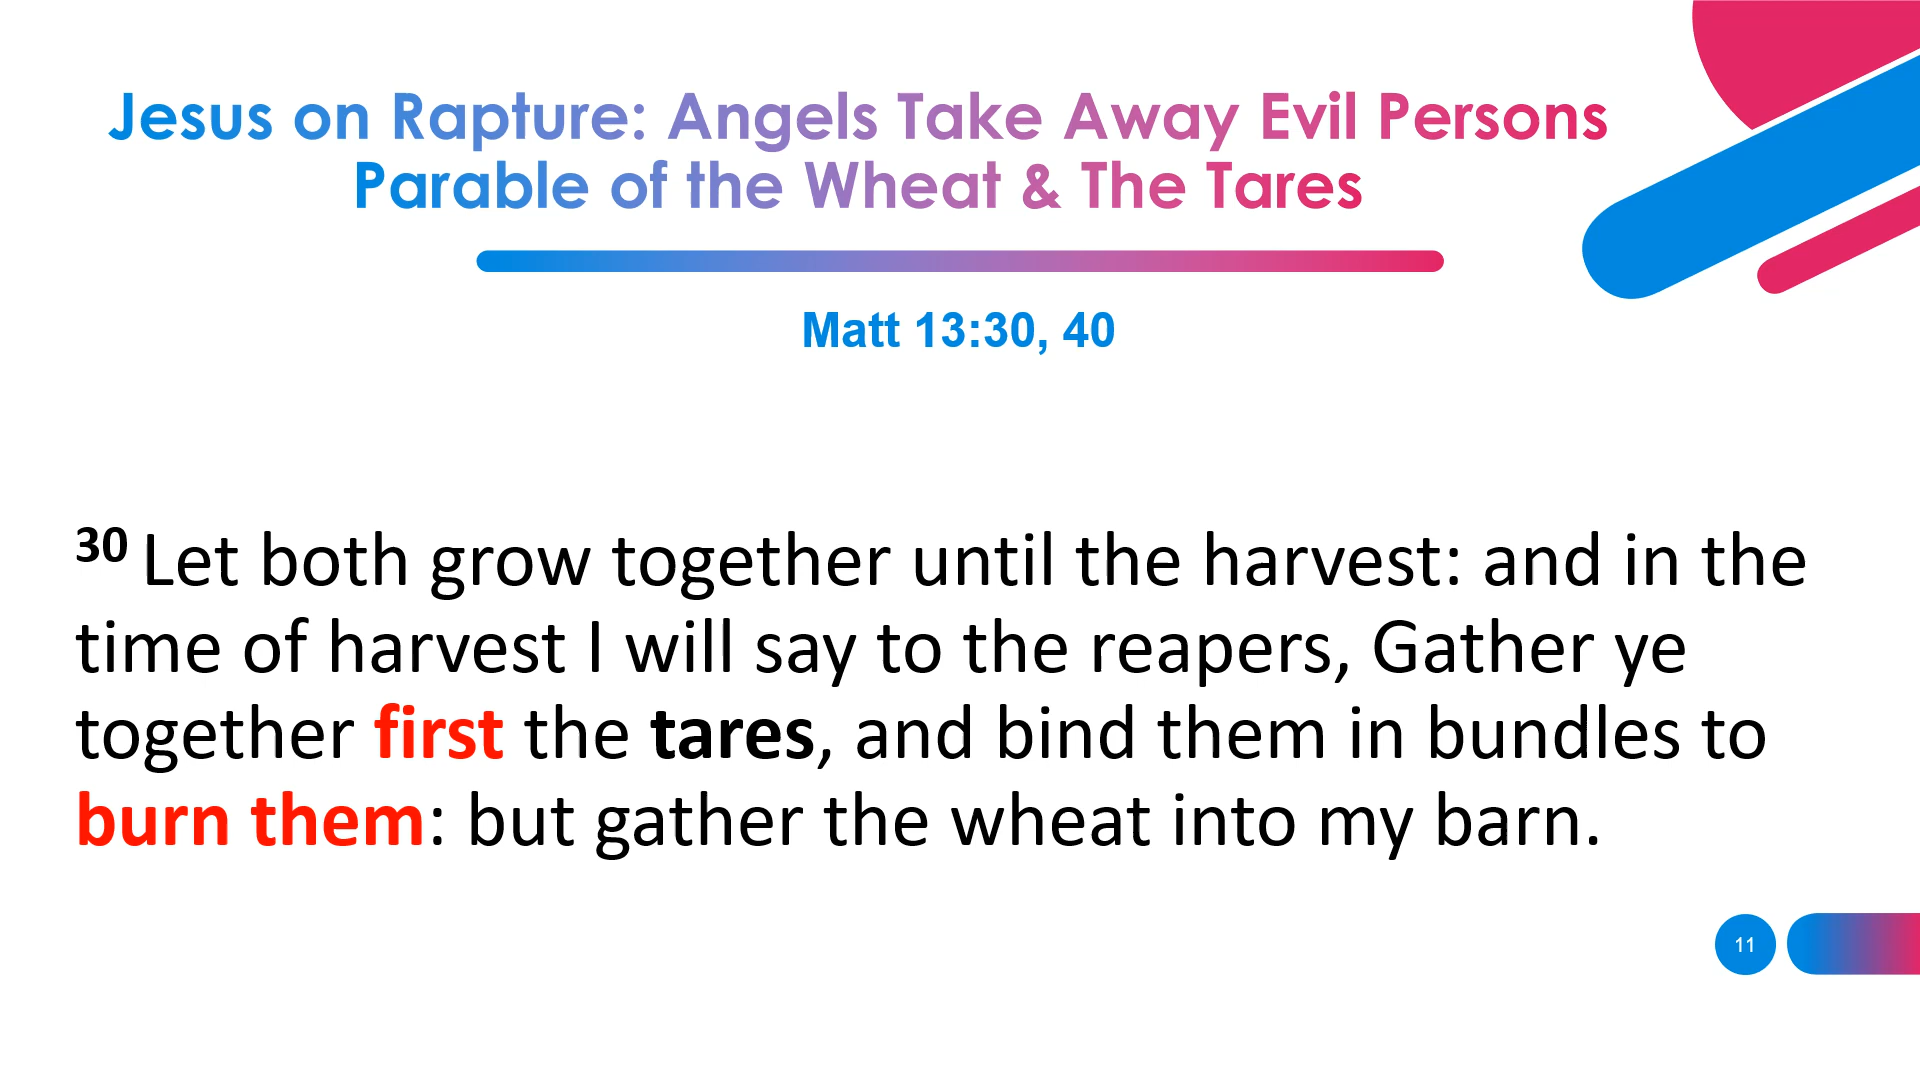 Jesus on Rapture: Angels Take Away Evil Persons
Parable of the Wheat & The Tares
Matt 13:30, 40
30 Let both grow together until the harvest: and in the
time of harvest I will say to the reapers, Gather ye
together first the tares, and bind them in bundles to
burn them: but gather the wheat into my barn.
11